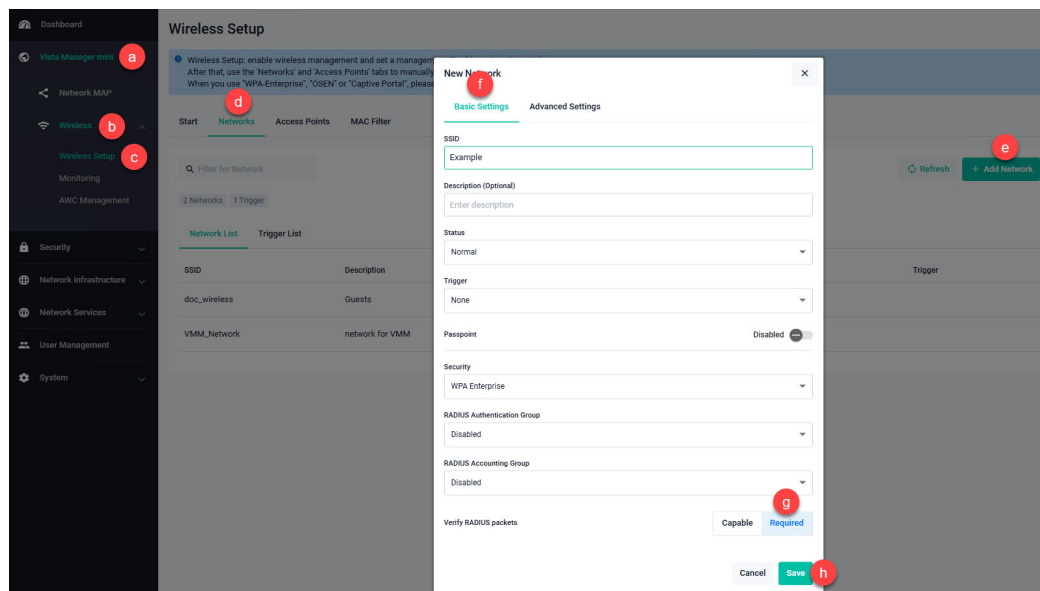 Dashboard
Vista Manager mini
a
Network MAP
Wireless
b
Wireless Setup
c
Monitoring
AWC Management
Security
Network Infrastructure
Network Services
User Management
System
Wireless Setup
Wireless Setup: enable wireless management and set a managem
After that, use the 'Networks' and 'Access Points' tabs to manually
When you use "WPA-Enterprise", "OSEN" or "Captive Portal", please
d
Start Networks Access Points MAC Filter
Filter for Network
e
Refresh + Add Network
2 Networks 1 Trigger
Network List Trigger List
SSID Description Trigger
doc_wireless Guests
VMM_Network network for VMM
New Network
f
Basic Settings Advanced Settings
SSID
Example
Description (Optional)
Enter description
Status
Normal
Trigger
None
Passpoint Disabled
Security
WPA Enterprise
RADIUS Authentication Group
Disabled
RADIUS Accounting Group
Disabled
g
Verify RADIUS packets Capable Required
Cancel Save h